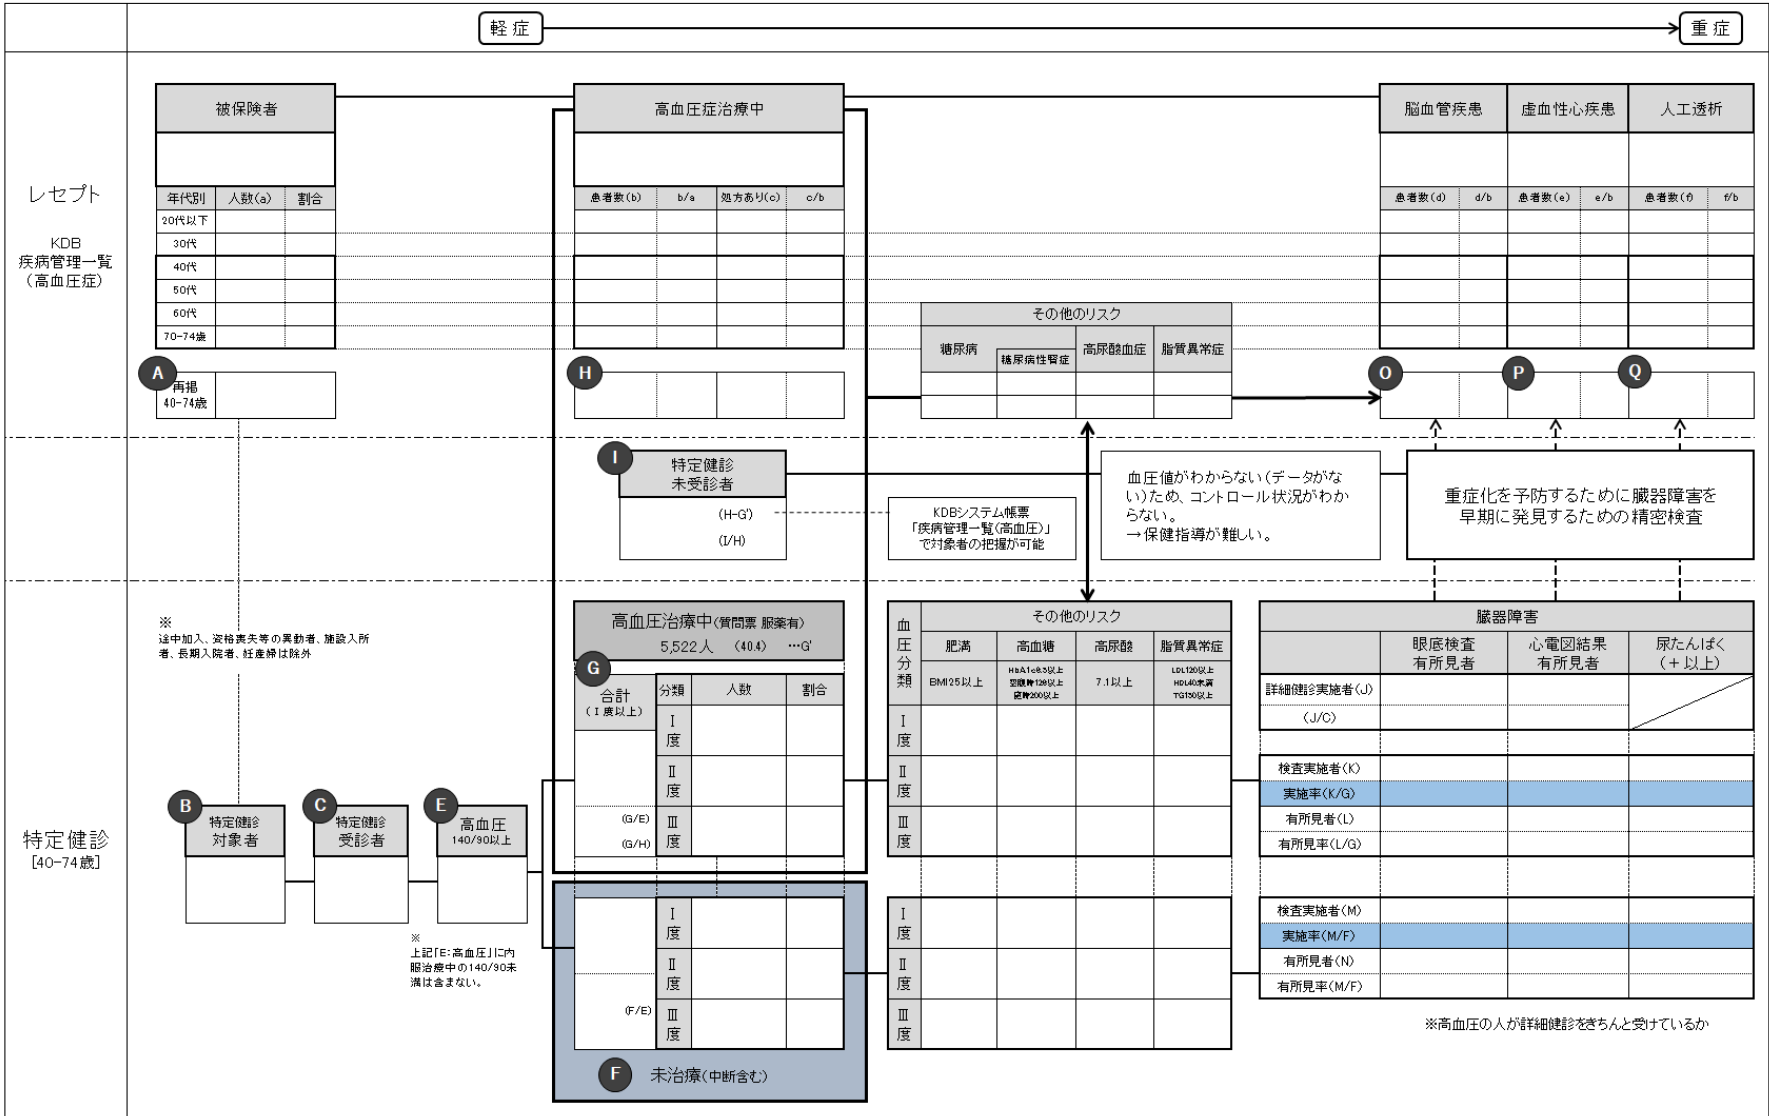 軽症
重症
レセプト
KDB
疾病管理一覧
(高血圧症)
被保険者
年代別 人数(a) 割合
20代以下
30代
40代
50代
60代
70-74歳
A
再掲
40-74歳
高血圧症治療中
患者数(b) b/a 処方あり(c) c/b
H
その他のリスク
糖尿病
糖尿病性腎症
高尿酸血症
脂質異常症
脳血管疾患 虚血性心疾患 人工透析
患者数(d) d/b 患者数(e) e/b 患者数(f) f/b
O
P
Q
I
特定健診
未受診者
(H-G')
(I/H)
KDBシステム帳票
「疾病管理一覧(高血圧)」
で対象者の把握が可能
血圧値がわからない(データがな
い)ため、コントロール状況がわか
らない。
→保健指導が難しい。
重症化を予防するために臓器障害を
早期に発見するための精密検査
特定健診
[40-74歳]
※
途中加入、資格喪失等の異動者、施設入所
者、長期入院者、妊産婦は除外
B
特定健診
対象者
C
特定健診
受診者
E
高血圧
140/90以上
※
上記「E:高血圧」に内
服治療中の140/90未
満は含まない。
高血圧治療中(質問票 服薬有)
5,522人 (40.4) …G'
G
合計
(Ⅰ度以上)
分類 人数 割合
Ⅰ
度
Ⅱ
度
Ⅲ
度
(G/E)
(G/H)
Ⅰ
度
Ⅱ
度
Ⅲ
度
(F/E)
F
未治療(中断含む)
血
圧
分
類
その他のリスク
肥満 高血糖 高尿酸 脂質異常症
BMI25以上
HbA1c6.5以上
空腹時126以上
随時200以上
7.1以上
LDL120以上
HDL40未満
TG150以上
Ⅰ
度
Ⅱ
度
Ⅲ
度
Ⅰ
度
Ⅱ
度
Ⅲ
度
臓器障害
眼底検査
有所見者
心電図結果
有所見者
尿たんぱく
(+以上)
詳細健診実施者(J)
(J/C)
検査実施者(K)
実施率(K/G)
有所見者(L)
有所見率(L/G)
検査実施者(M)
実施率(M/F)
有所見者(N)
有所見率(M/F)
※高血圧の人が詳細健診をきちんと受けているか